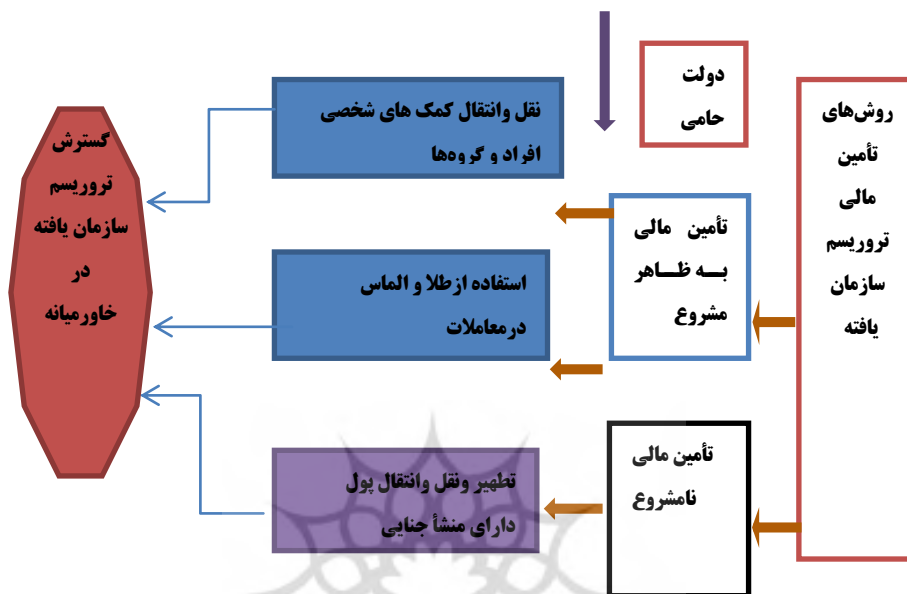 روش‌های
تأمین
مالی
تروریسم
سازمان
یافته
دولت
حامی
تأمین مالی
بـــه ظـــاهر
مشروع
تأمین مالی
نامشروع
نقل وانتقال کمک های شخصی
افراد و گروه‌ها
استفاده ازطلا و الماس
درمعاملات
تطهیر ونقل وانتقال پول
دارای منشأ جنایی
گسترش
تروریسم
سازمان یافته
در
خاورمیانه